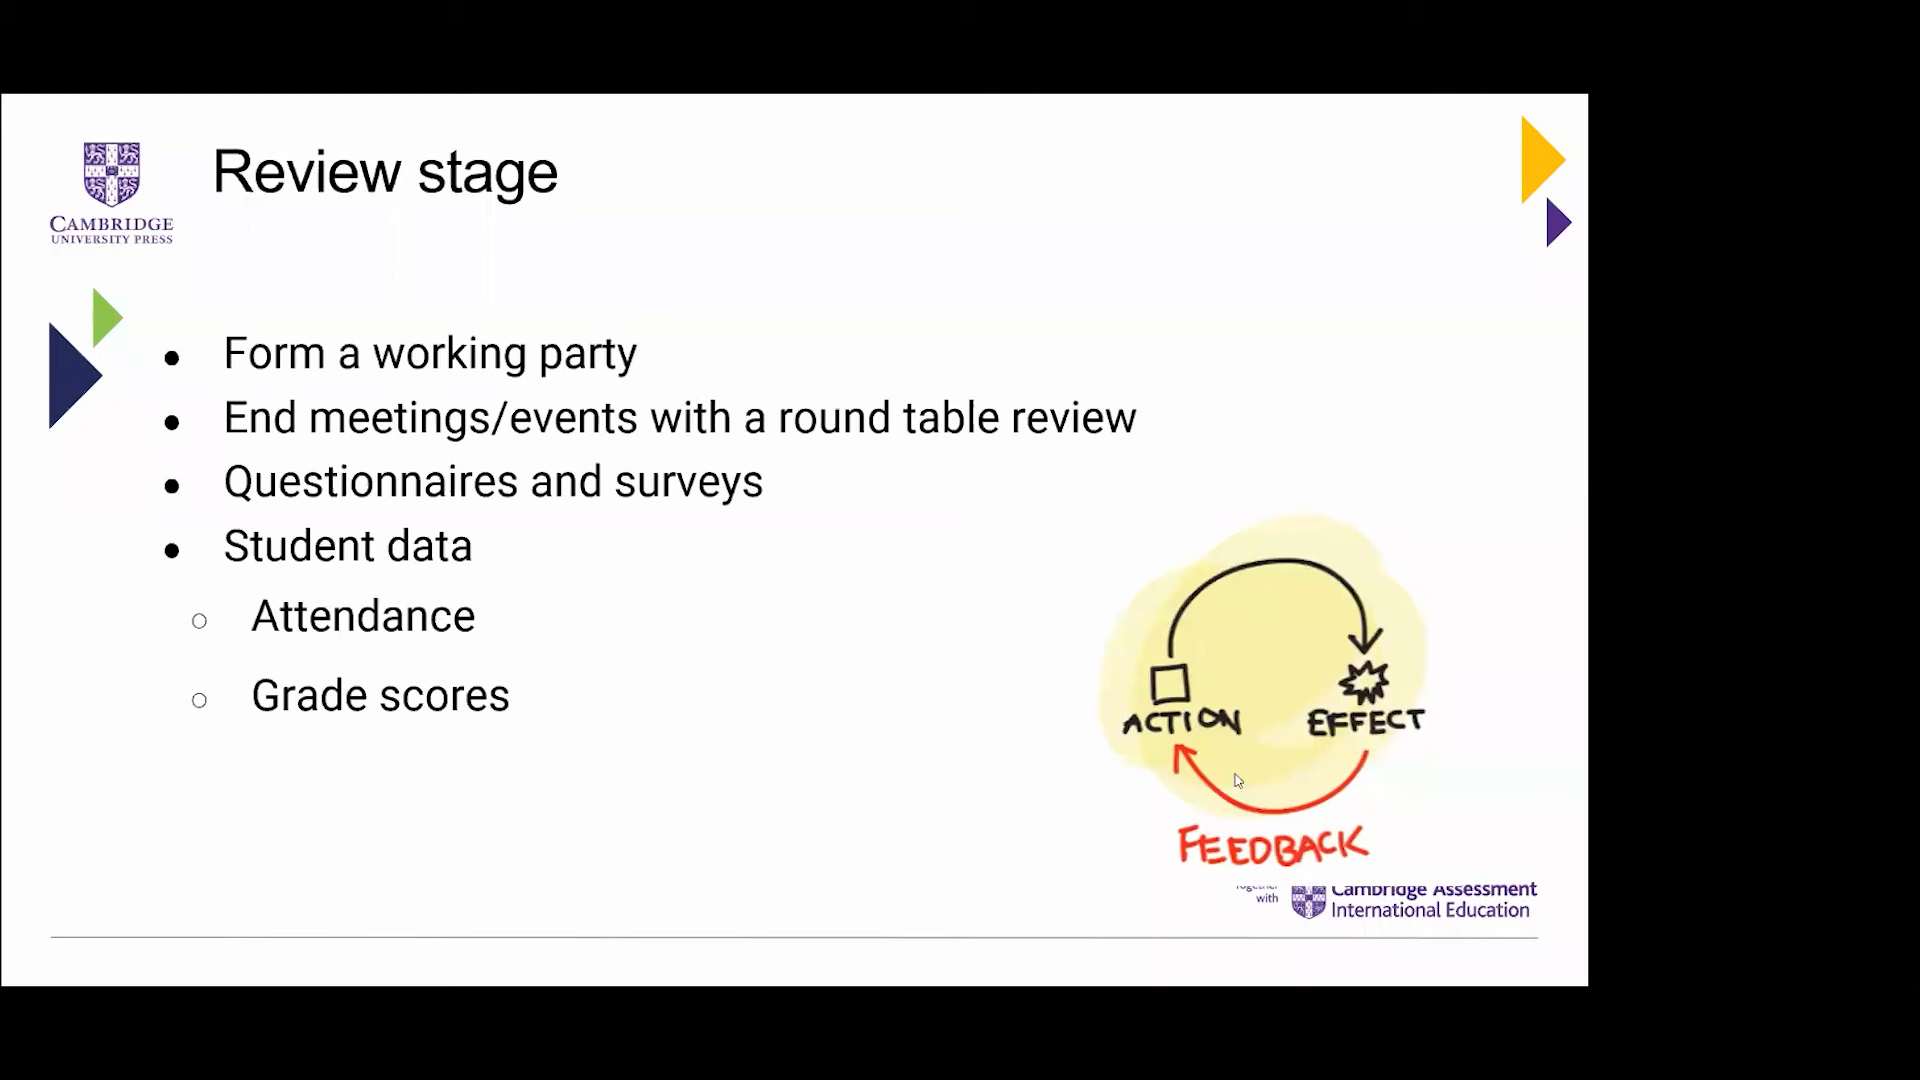 Review stage
CAMBRIDGE
UNIVERSITY PRESS
Form a working party
End meetings/events with a round table review
Questionnaires and surveys
Student data
Attendance
Grade scores
ACTION
EFFECT
FEEDBACK
Together
with
Cambridge Assessment
International Education